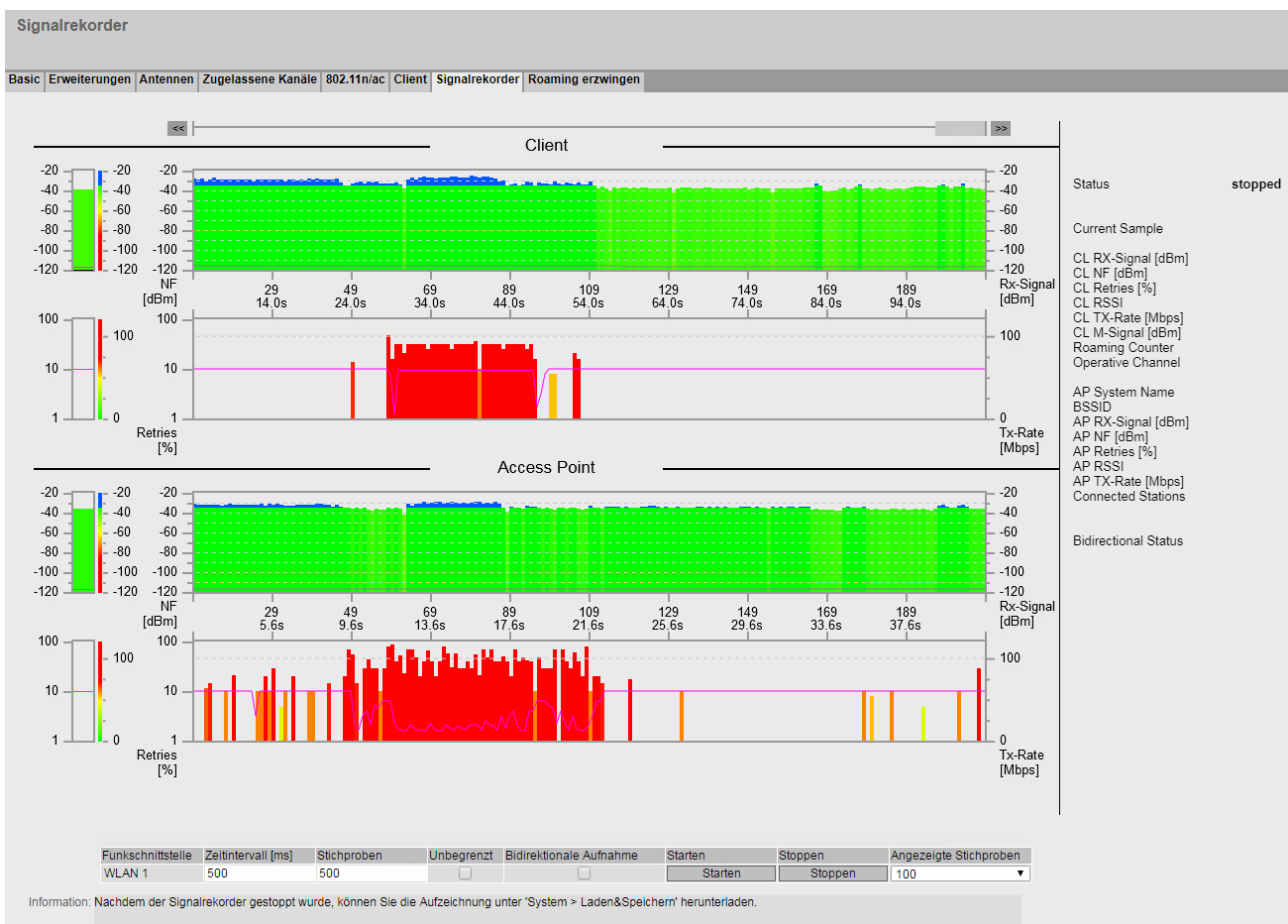 Signalrekorder
Basic Erweiterungen Antennen Zugelassene Kanäle 802.11n/ac Client Signalrekorder Roaming erzwingen
<< >>
Client
-20 -20 -20 -20
-40 -40 -40 -40
-60 -60 -60 -60
-80 -80 -80 -80
-100 -100 -100 -100
-120 -120 -120 -120
NF [dBm]
29 49 69 89 109 129 149 169 189
14.0s 24.0s 34.0s 44.0s 54.0s 64.0s 74.0s 84.0s 94.0s
Rx-Signal [dBm]
100 100
100 100
10 10
1 0 1 0
Retries [%]
Tx-Rate [Mbps]
Access Point
-20 -20 -20 -20
-40 -40 -40 -40
-60 -60 -60 -60
-80 -80 -80 -80
-100 -100 -100 -100
-120 -120 -120 -120
NF [dBm]
29 49 69 89 109 129 149 169 189
5.6s 9.6s 13.6s 17.6s 21.6s 25.6s 29.6s 33.6s 37.6s
Rx-Signal [dBm]
100 100
100 100
10 10
1 0 1 0
Retries [%]
Tx-Rate [Mbps]
Status stopped
Current Sample
CL RX-Signal [dBm]
CL NF [dBm]
CL Retries [%]
CL RSSI
CL TX-Rate [Mbps]
CL M-Signal [dBm]
Roaming Counter
Operative Channel
AP System Name
BSSID
AP RX-Signal [dBm]
AP NF [dBm]
AP Retries [%]
AP RSSI
AP TX-Rate [Mbps]
Connected Stations
Bidirectional Status
Funkschnittstelle Zeitintervall [ms] Stichproben Unbegrenzt Bidirektionale Aufnahme Starten Stoppen Angezeigte Stichproben
WLAN 1 500 500 Starten Stoppen 100
Information: Nachdem der Signalrekorder gestoppt wurde, können Sie die Aufzeichnung unter 'System > Laden&Speichern' herunterladen.